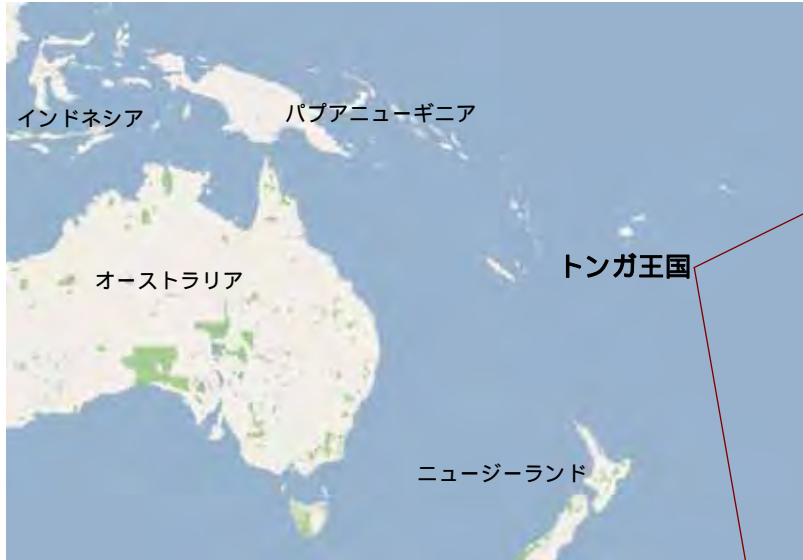 インドネシア
パプアニューギニア
オーストラリア
トンガ王国
ニュージーランド